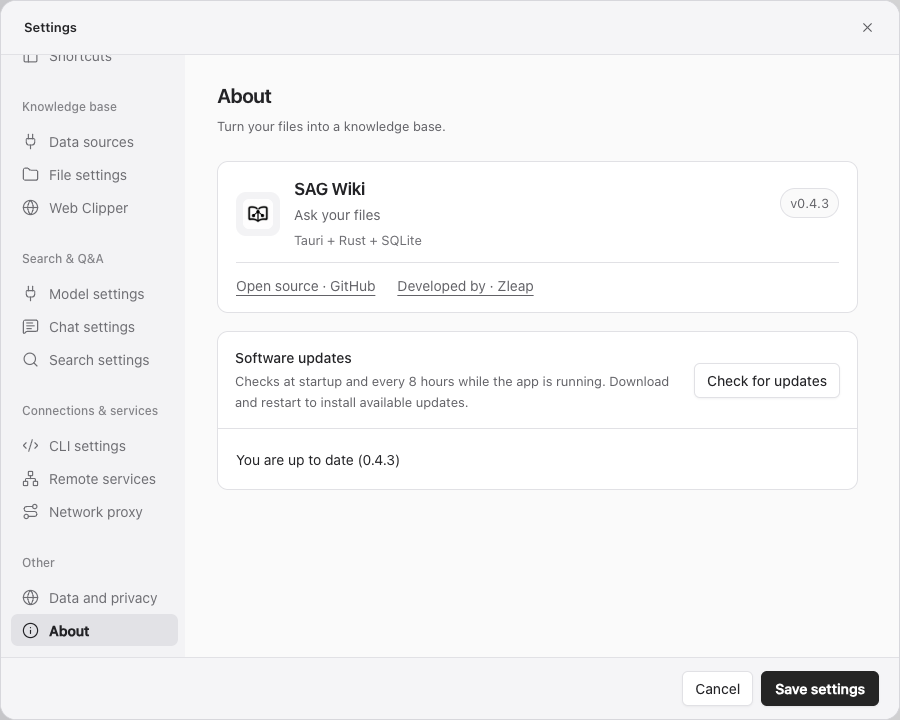 Settings
Shortcuts
Knowledge base
Data sources
File settings
Web Clipper
Search & Q&A
Model settings
Chat settings
Search settings
Connections & services
CLI settings
Remote services
Network proxy
Other
Data and privacy
About
About
Turn your files into a knowledge base.
SAG Wiki
Ask your files
Tauri + Rust + SQLite
v0.4.3
Open source · GitHub
Developed by · Zleap
Software updates
Checks at startup and every 8 hours while the app is running. Download
and restart to install available updates.
Check for updates
You are up to date (0.4.3)
Cancel
Save settings